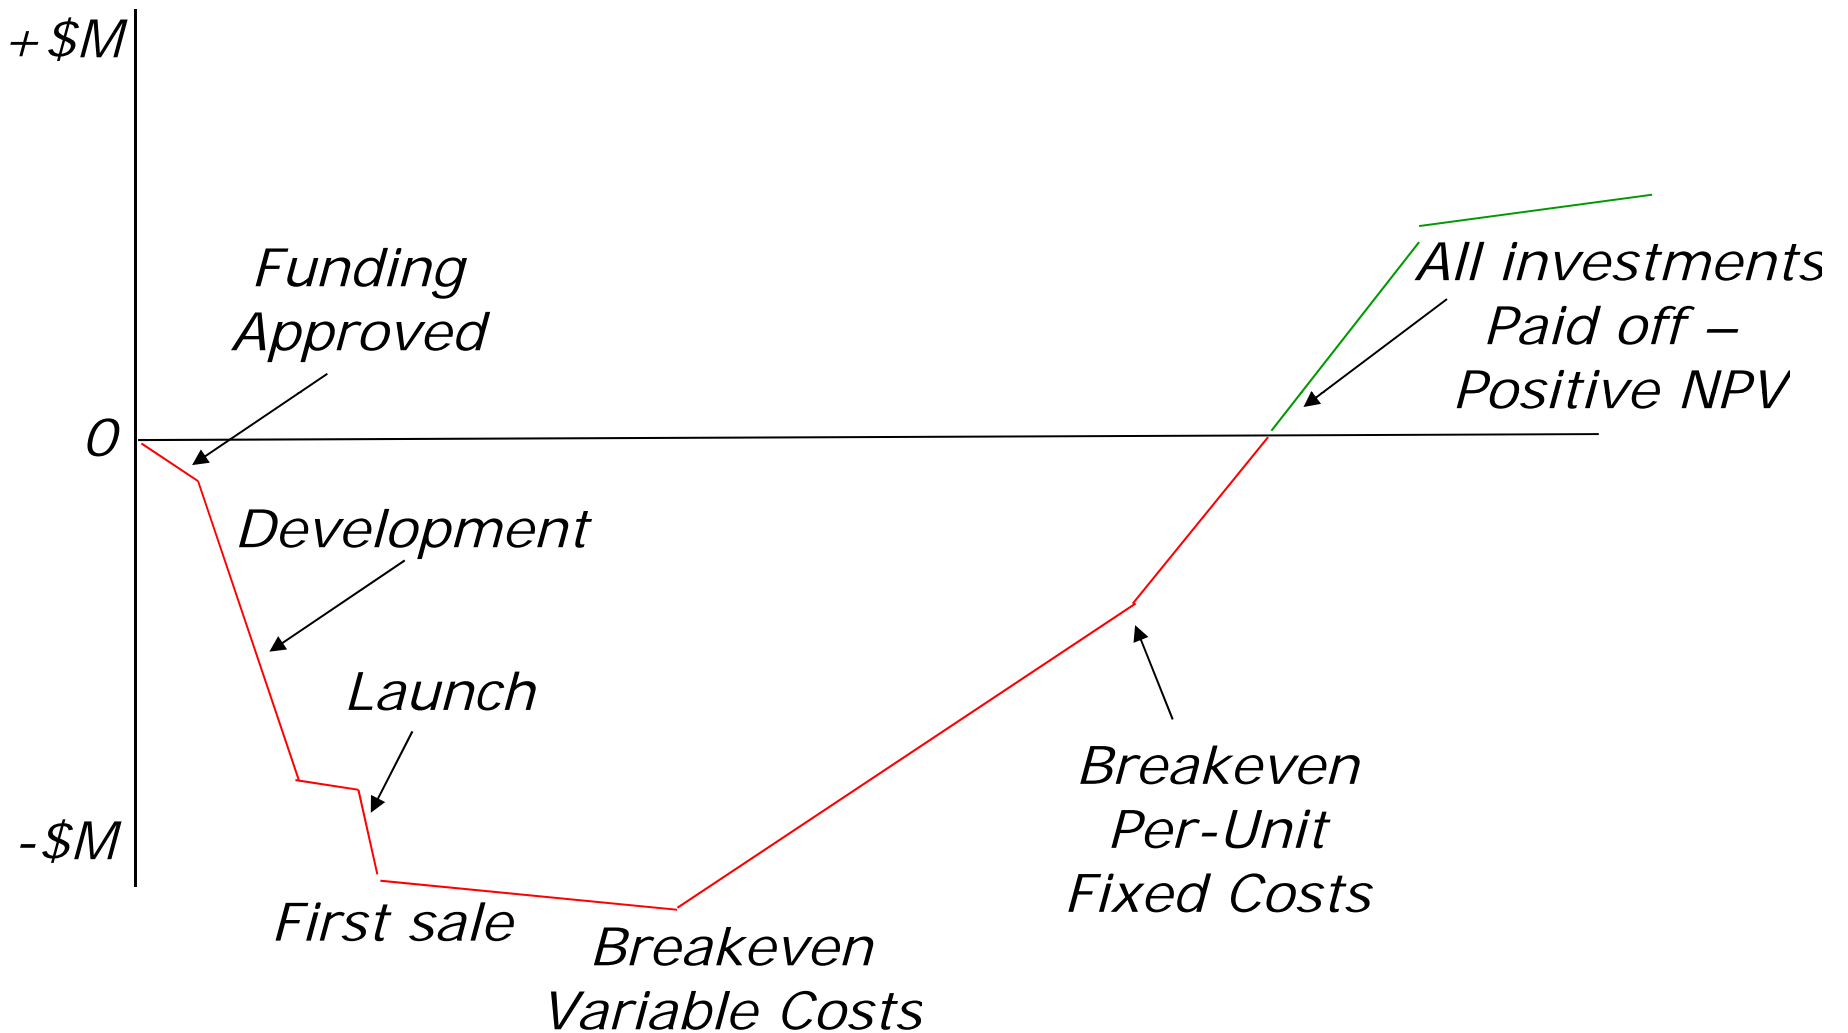 +$M
Funding
Approved
All investments
Paid off –
Positive NPV
0
Development
Launch
-$M
First sale
Breakeven
Variable Costs
Breakeven
Per-Unit
Fixed Costs